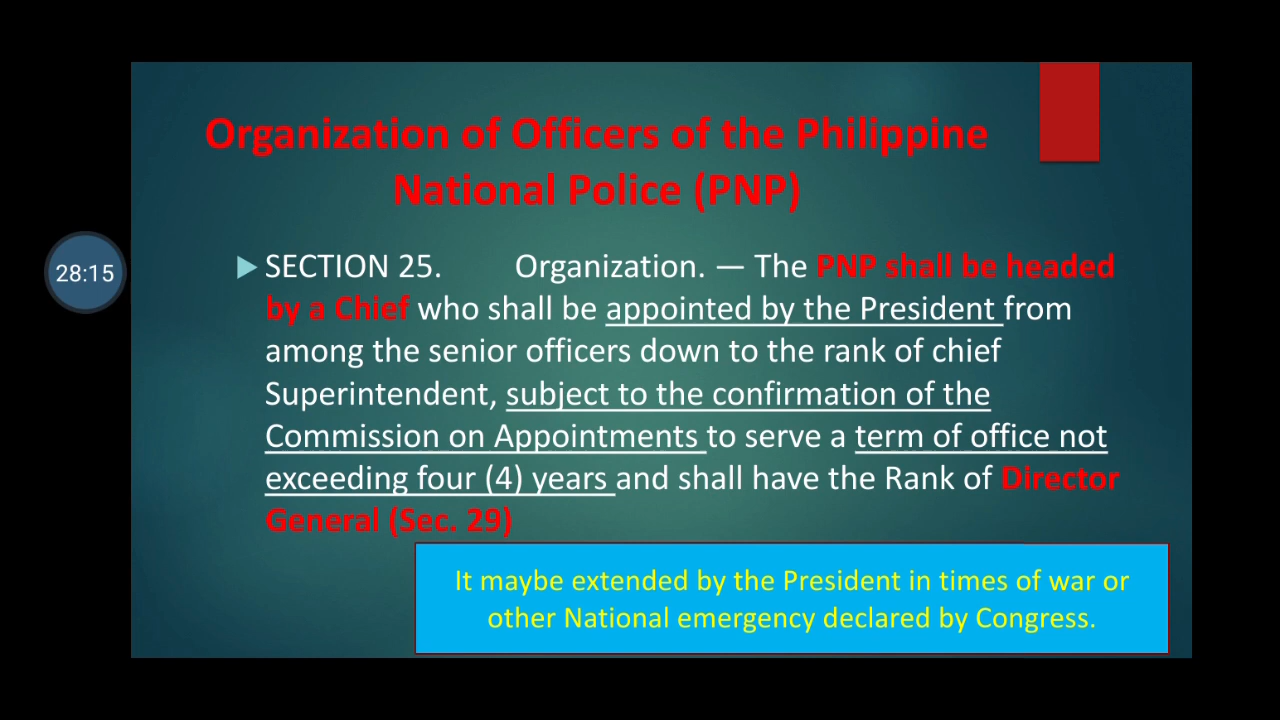 Organization of Officers of the Philippine
National Police (PNP)
SECTION 25. Organization. — The PNP shall be headed
by a Chief who shall be appointed by the President from
among the senior officers down to the rank of chief
Superintendent, subject to the confirmation of the
Commission on Appointments to serve a term of office not
exceeding four (4) years and shall have the Rank of Director
General (Sec. 29)
28:15
It maybe extended by the President in times of war or
other National emergency declared by Congress.